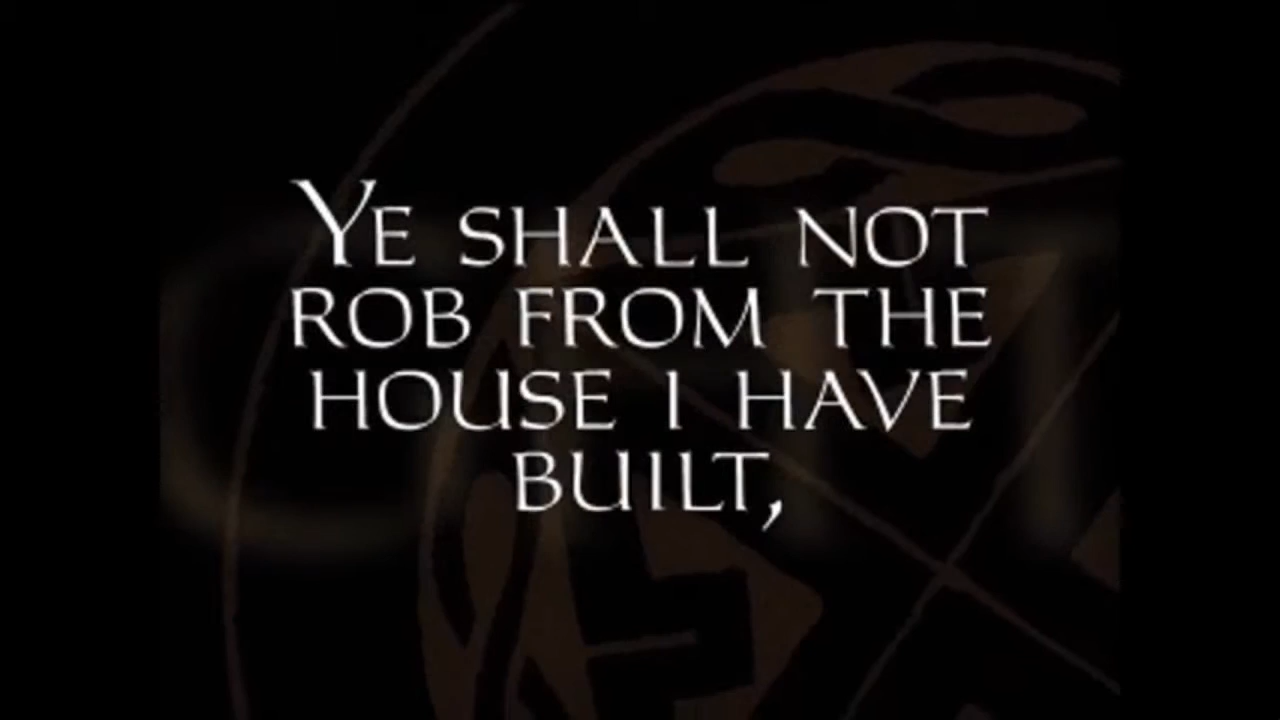 YE SHALL NOT
ROB FROM THE
HOUSE I HAVE
BUILT,